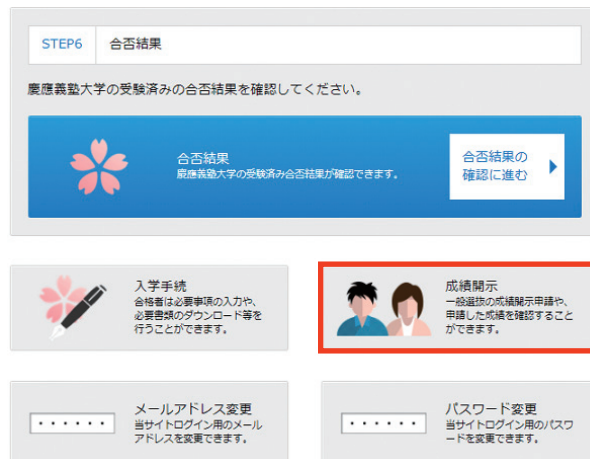 STEP6 合否結果
慶應義塾大学の受験済みの合否結果を確認してください。
合否結果
慶應義塾大学の受験済み合否結果が確認できます。
合否結果の
確認に進む
入学手続
合格者は必要事項の入力や、
必要書類のダウンロード等を
行うことができます。
成績開示
一般選抜の成績開示申請や、
申請した成績を確認すること
ができます。
メールアドレス変更
当サイトログイン用のメール
アドレスを変更できます。
パスワード変更
当サイトログイン用のパスワ
ードを変更できます。